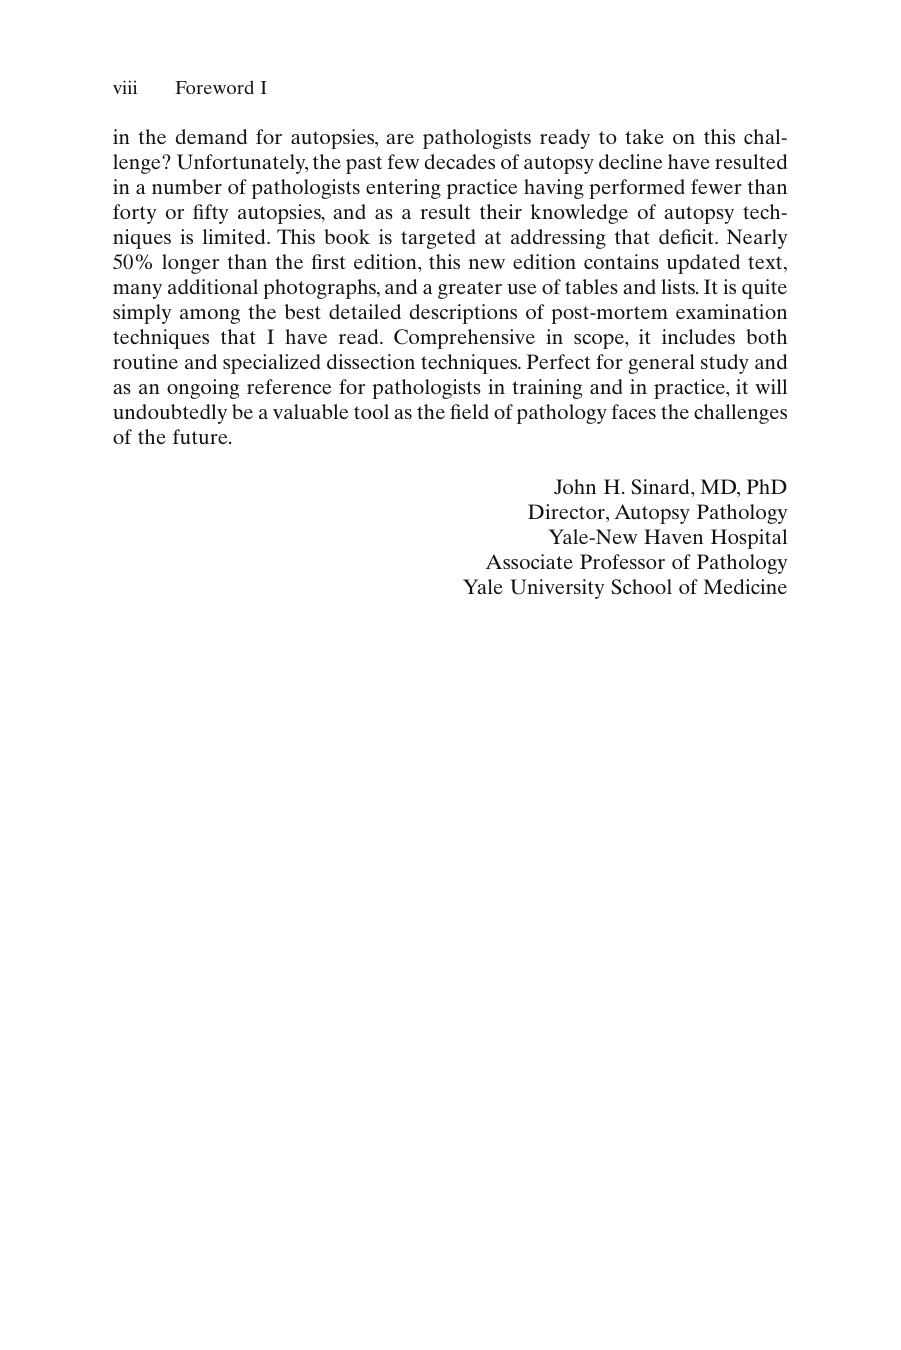 viii Foreword I
in the demand for autopsies, are pathologists ready to take on this chal-
lenge? Unfortunately, the past few decades of autopsy decline have resulted
in a number of pathologists entering practice having performed fewer than
forty or fifty autopsies, and as a result their knowledge of autopsy tech-
niques is limited. This book is targeted at addressing that deficit. Nearly
50% longer than the first edition, this new edition contains updated text,
many additional photographs, and a greater use of tables and lists. It is quite
simply among the best detailed descriptions of post-mortem examination
techniques that I have read. Comprehensive in scope, it includes both
routine and specialized dissection techniques. Perfect for general study and
as an ongoing reference for pathologists in training and in practice, it will
undoubtedly be a valuable tool as the field of pathology faces the challenges
of the future.
John H. Sinard, MD, PhD
Director, Autopsy Pathology
Yale-New Haven Hospital
Associate Professor of Pathology
Yale University School of Medicine